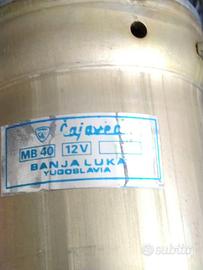 Čajavec
MB 40 12V
BANJA LUKA
YUGOSLAVIA
subito